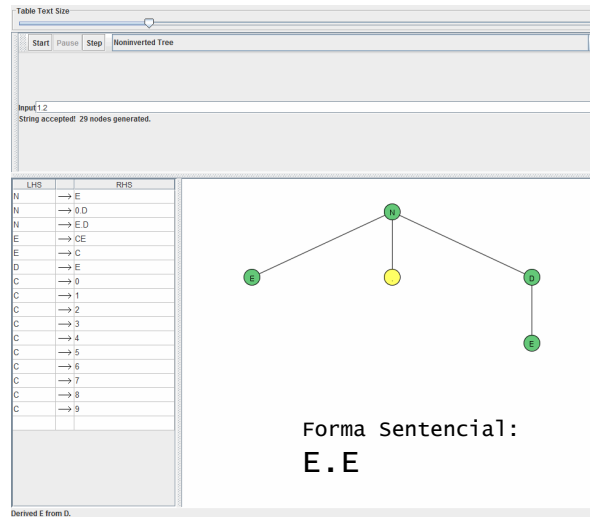 Table Text Size
Start Pause Step Noninverted Tree
Input 1.2
String accepted! 29 nodes generated.
LHS RHS
N → E
N → 0.D
N → E.D
E → CE
E → C
D → E
C → 0
C → 1
C → 2
C → 3
C → 4
C → 5
C → 6
C → 7
C → 8
C → 9
N
E . D
E
Forma Sentencial:
E.E
Derived E from D.